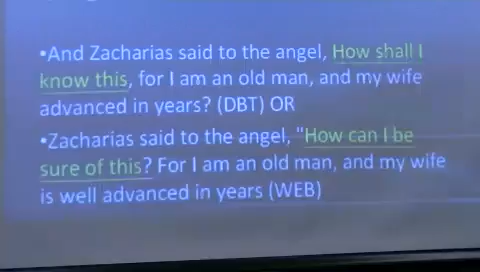 •And Zacharias said to the angel, How shall I
know this, for I am an old man, and my wife
advanced in years? (DBT) OR
•Zacharias said to the angel, "How can I be
sure of this? For I am an old man, and my wife
is well advanced in years (WEB)